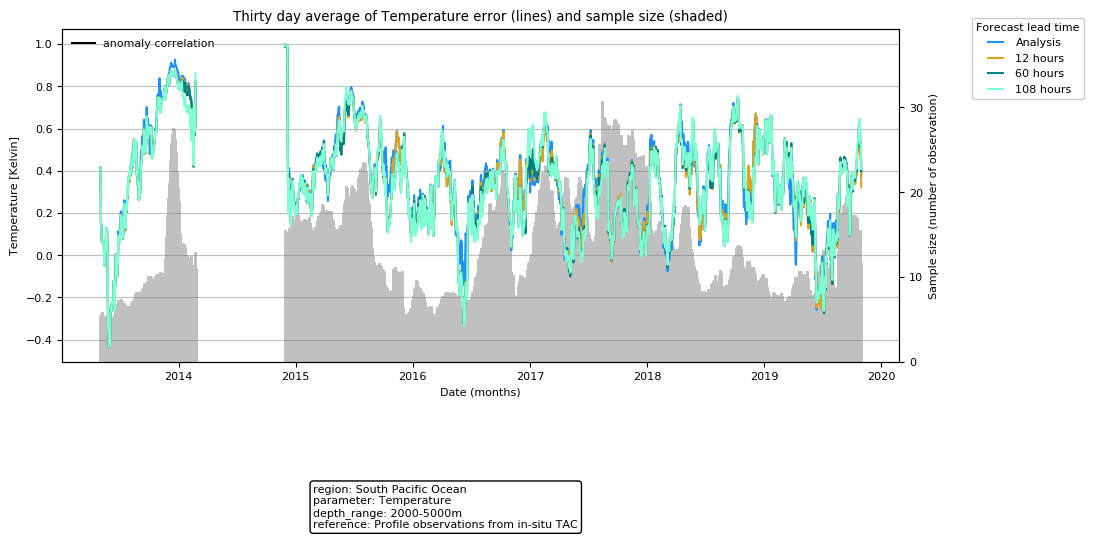 Thirty day average of Temperature error (lines) and sample size (shaded)
Forecast lead time
Analysis
12 hours
60 hours
108 hours
anomaly correlation
1.0
0.8
0.6
0.4
0.2
0.0
−0.2
−0.4
Temperature [Kelvin]
30
20
10
0
Sample size (number of observation)
2014 2015 2016 2017 2018 2019 2020
Date (months)
region: South Pacific Ocean
parameter: Temperature
depth_range: 2000-5000m
reference: Profile observations from in-situ TAC